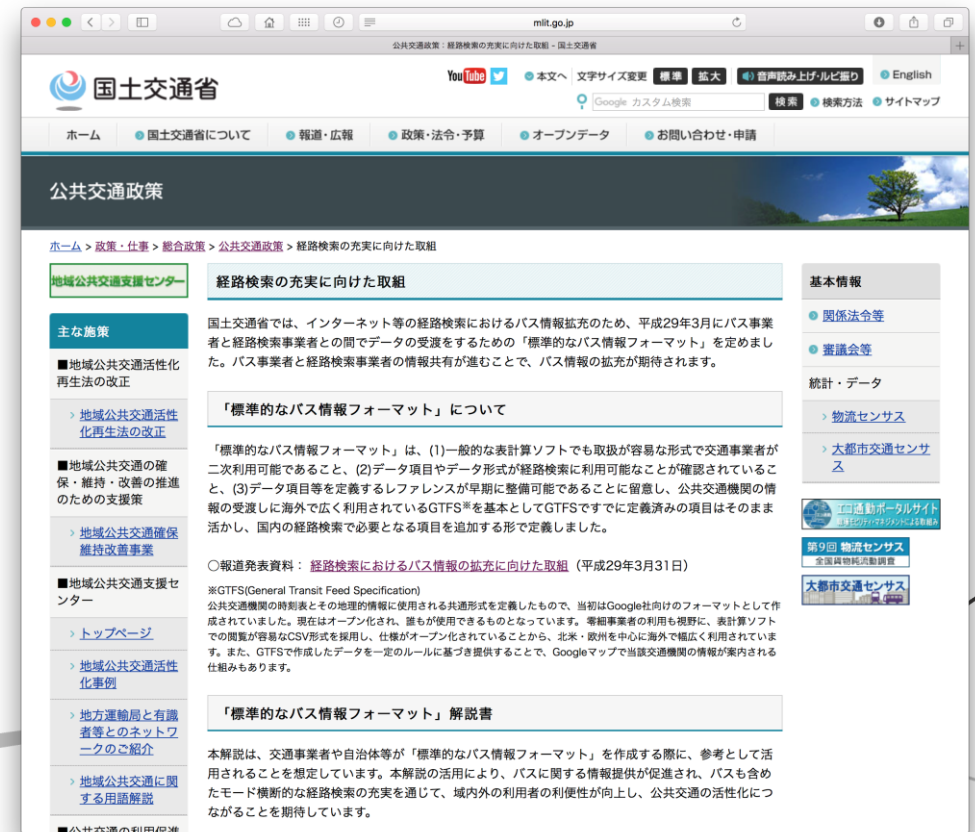 mlit.go.jp
公共交通政策：経路検索の充実に向けた取組 - 国土交通省
国土交通省
YouTube
本文へ 文字サイズ変更 標準 拡大 音声読み上げ・ルビ振り English
Google カスタム検索 検索 検索方法 サイトマップ
ホーム 国土交通省について 報道・広報 政策・法令・予算 オープンデータ お問い合わせ・申請
公共交通政策
ホーム > 政策・仕事 > 総合政策 > 公共交通政策 > 経路検索の充実に向けた取組
地域公共交通支援センター
主な施策
■地域公共交通活性化
再生法の改正
地域公共交通活性
化再生法の改正
■地域公共交通の確
保・維持・改善の推進
のための支援策
地域公共交通確保
維持改善事業
■地域公共交通支援セ
ンター
トップページ
地域公共交通活性
化事例
地方運輸局と有識
者等とのネットワ
ークのご紹介
地域公共交通に関
する用語解説
■公共交通の利用促進
経路検索の充実に向けた取組
国土交通省では、インターネット等の経路検索におけるバス情報拡充のため、平成29年3月にバス事業
者と経路検索事業者との間でデータの受渡をするための「標準的なバス情報フォーマット」を定めまし
た。バス事業者と経路検索事業者の情報共有が進むことで、バス情報の拡充が期待されます。
「標準的なバス情報フォーマット」について
「標準的なバス情報フォーマット」は、(1)一般的な表計算ソフトでも取扱が容易な形式で交通事業者が
二次利用可能であること、(2)データ項目やデータ形式が経路検索に利用可能なことが確認されているこ
と、(3)データ項目等を定義するレファレンスが早期に整備可能であることに留意し、公共交通機関の情
報の受渡しに海外で広く利用されているGTFS※を基本としてGTFSですでに定義済みの項目はそのまま
活かし、国内の経路検索で必要となる項目を追加する形で定義しました。
○報道発表資料： 経路検索におけるバス情報の拡充に向けた取組（平成29年3月31日）
※GTFS(General Transit Feed Specification)
公共交通機関の時刻表とその地理的情報に使用される共通形式を定義したもので、当初はGoogle社向けのフォーマットとして作
成されていました。現在はオープン化され、誰もが使用できるものとなっています。 零細事業者の利用も視野に、表計算ソフト
での閲覧が容易なCSV形式を採用し、仕様がオープン化されていることから、北米・欧州を中心に海外で幅広く利用されていま
す。また、GTFSで作成したデータを一定のルールに基づき提供することで、Googleマップで当該交通機関の情報が案内される
仕組みもあります。
「標準的なバス情報フォーマット」解説書
本解説は、交通事業者や自治体等が「標準的なバス情報フォーマット」を作成する際に、参考として活
用されることを想定しています。本解説の活用により、バスに関する情報提供が促進され、バスも含め
たモード横断的な経路検索の充実を通じて、域内外の利用者の利便性が向上し、公共交通の活性化につ
ながることを期待しています。
基本情報
関係法令等
審議会等
統計・データ
物流センサス
大都市交通センサ
ス
エコ通勤ポータルサイト
第9回 物流センサス
全国貨物純流動調査
大都市交通センサス